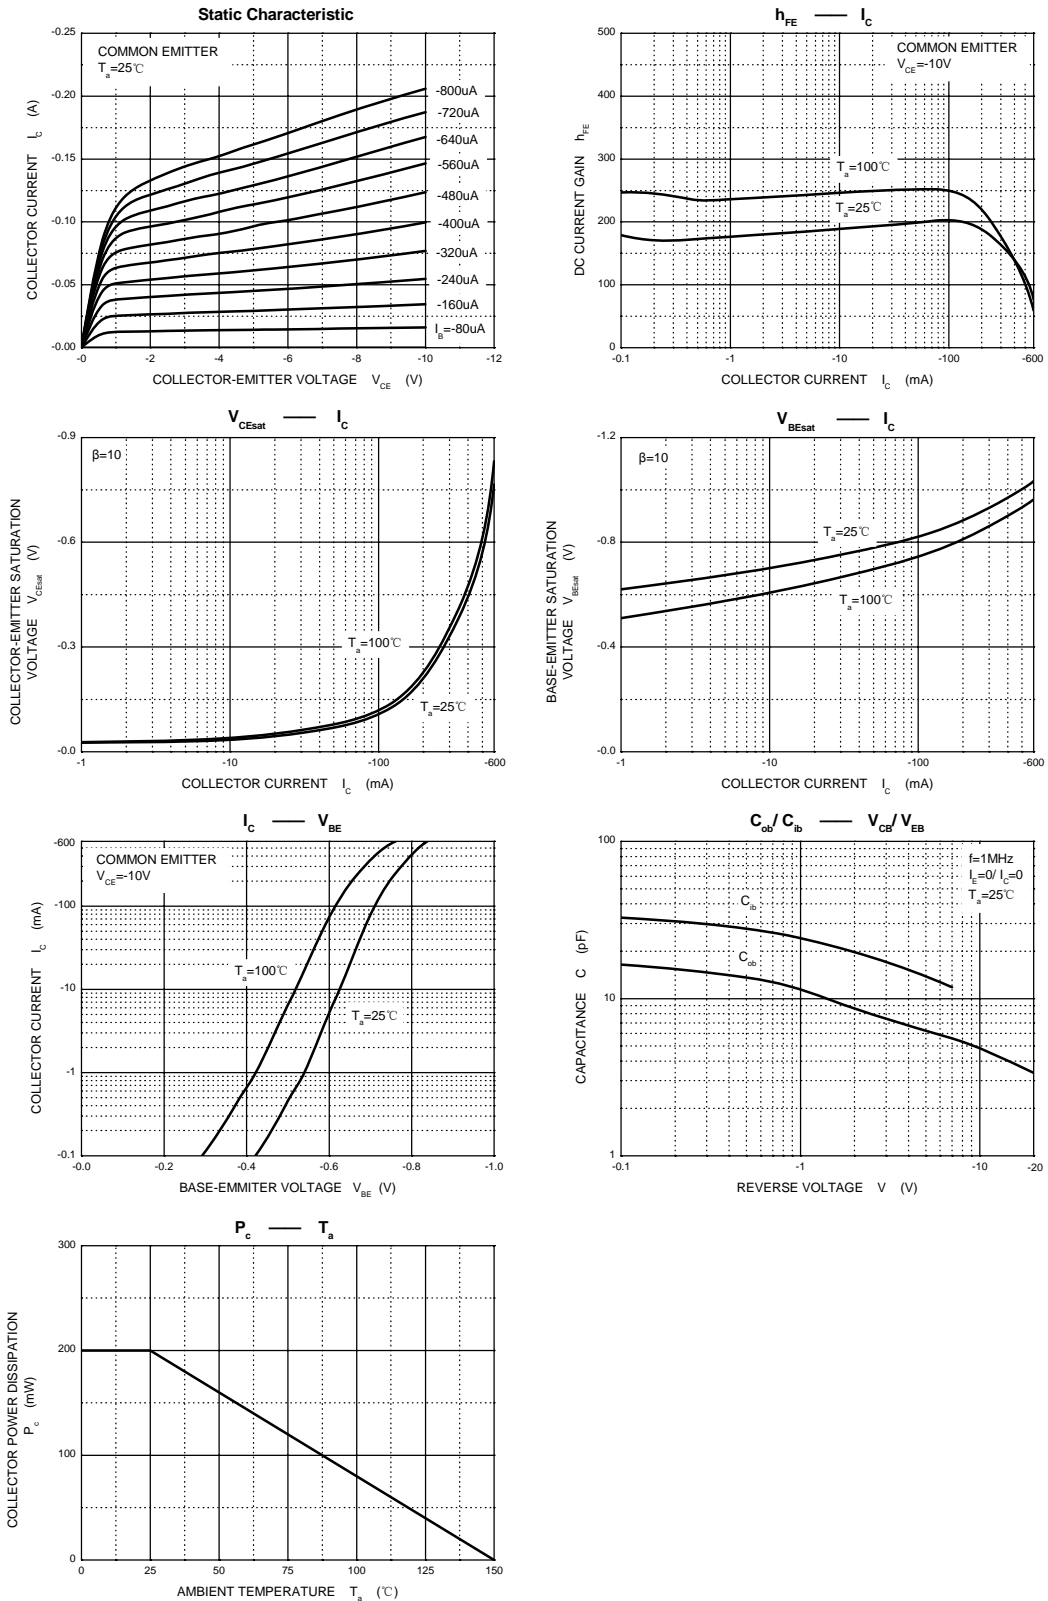 Static Characteristic
COMMON EMITTER
Ta=25℃
-0.25
-0.20
-0.15
-0.10
-0.05
-0.00
COLLECTOR CURRENT IC (A)
-800uA
-720uA
-640uA
-560uA
-480uA
-400uA
-320uA
-240uA
-160uA
IB=-80uA
-0 -2 -4 -6 -8 -10 -12
COLLECTOR-EMITTER VOLTAGE VCE (V)
hFE —— IC
COMMON EMITTER
VCE=-10V
500
400
300
200
100
0
DC CURRENT GAIN hFE
Ta=100℃
Ta=25℃
-0.1 -1 -10 -100 -600
COLLECTOR CURRENT IC (mA)
VCEsat —— IC
β=10
-0.9
-0.6
-0.3
-0.0
COLLECTOR-EMITTER SATURATION
VOLTAGE VCEsat (V)
Ta=100℃
Ta=25℃
-1 -10 -100 -600
COLLECTOR CURRENT IC (mA)
VBEsat —— IC
β=10
-1.2
-0.8
-0.4
-0.0
BASE-EMITTER SATURATION
VOLTAGE VBEsat (V)
Ta=25℃
Ta=100℃
-1 -10 -100 -600
COLLECTOR CURRENT IC (mA)
IC —— VBE
COMMON EMITTER
VCE=-10V
-600
-100
-10
-1
-0.1
COLLECTOR CURRENT IC (mA)
Ta=100℃
Ta=25℃
-0.0 -0.2 -0.4 -0.6 -0.8 -1.0
BASE-EMMITER VOLTAGE VBE (V)
Cob/ Cib —— VCB/ VEB
f=1MHz
IE=0/ IC=0
Ta=25℃
100
10
1
CAPACITANCE C (pF)
Cib
Cob
-0.1 -1 -10 -20
REVERSE VOLTAGE V (V)
Pc —— Ta
300
200
100
0
COLLECTOR POWER DISSIPATION
Pc (mW)
0 25 50 75 100 125 150
AMBIENT TEMPERATURE Ta (℃)